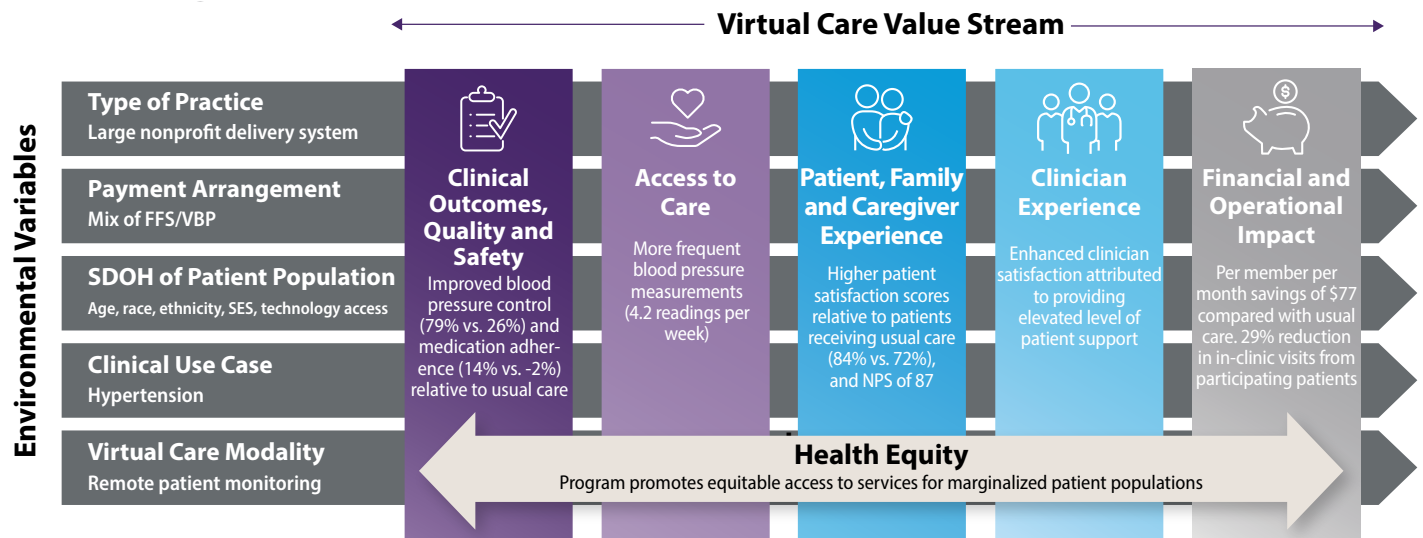 Virtual Care Value Stream
Environmental Variables
Type of Practice
Large nonprofit delivery system
Payment Arrangement
Mix of FFS/VBP
SDOH of Patient Population
Age, race, ethnicity, SES, technology access
Clinical Use Case
Hypertension
Virtual Care Modality
Remote patient monitoring
Clinical
Outcomes,
Quality and
Safety
Improved blood
pressure control
(79% vs. 26%) and
medication adher-
ence (14% vs. -2%)
relative to usual care
Access to
Care
More frequent
blood pressure
measurements
(4.2 readings per
week)
Patient, Family
and Caregiver
Experience
Higher patient
satisfaction scores
relative to patients
receiving usual care
(84% vs. 72%),
and NPS of 87
Clinician
Experience
Enhanced clinician
satisfaction attributed
to providing
elevated level of
patient support
$
Financial and
Operational
Impact
Per member per
month savings of $77
compared with usual
care. 29% reduction
in in-clinic visits from
participating patients
Health Equity
Program promotes equitable access to services for marginalized patient populations